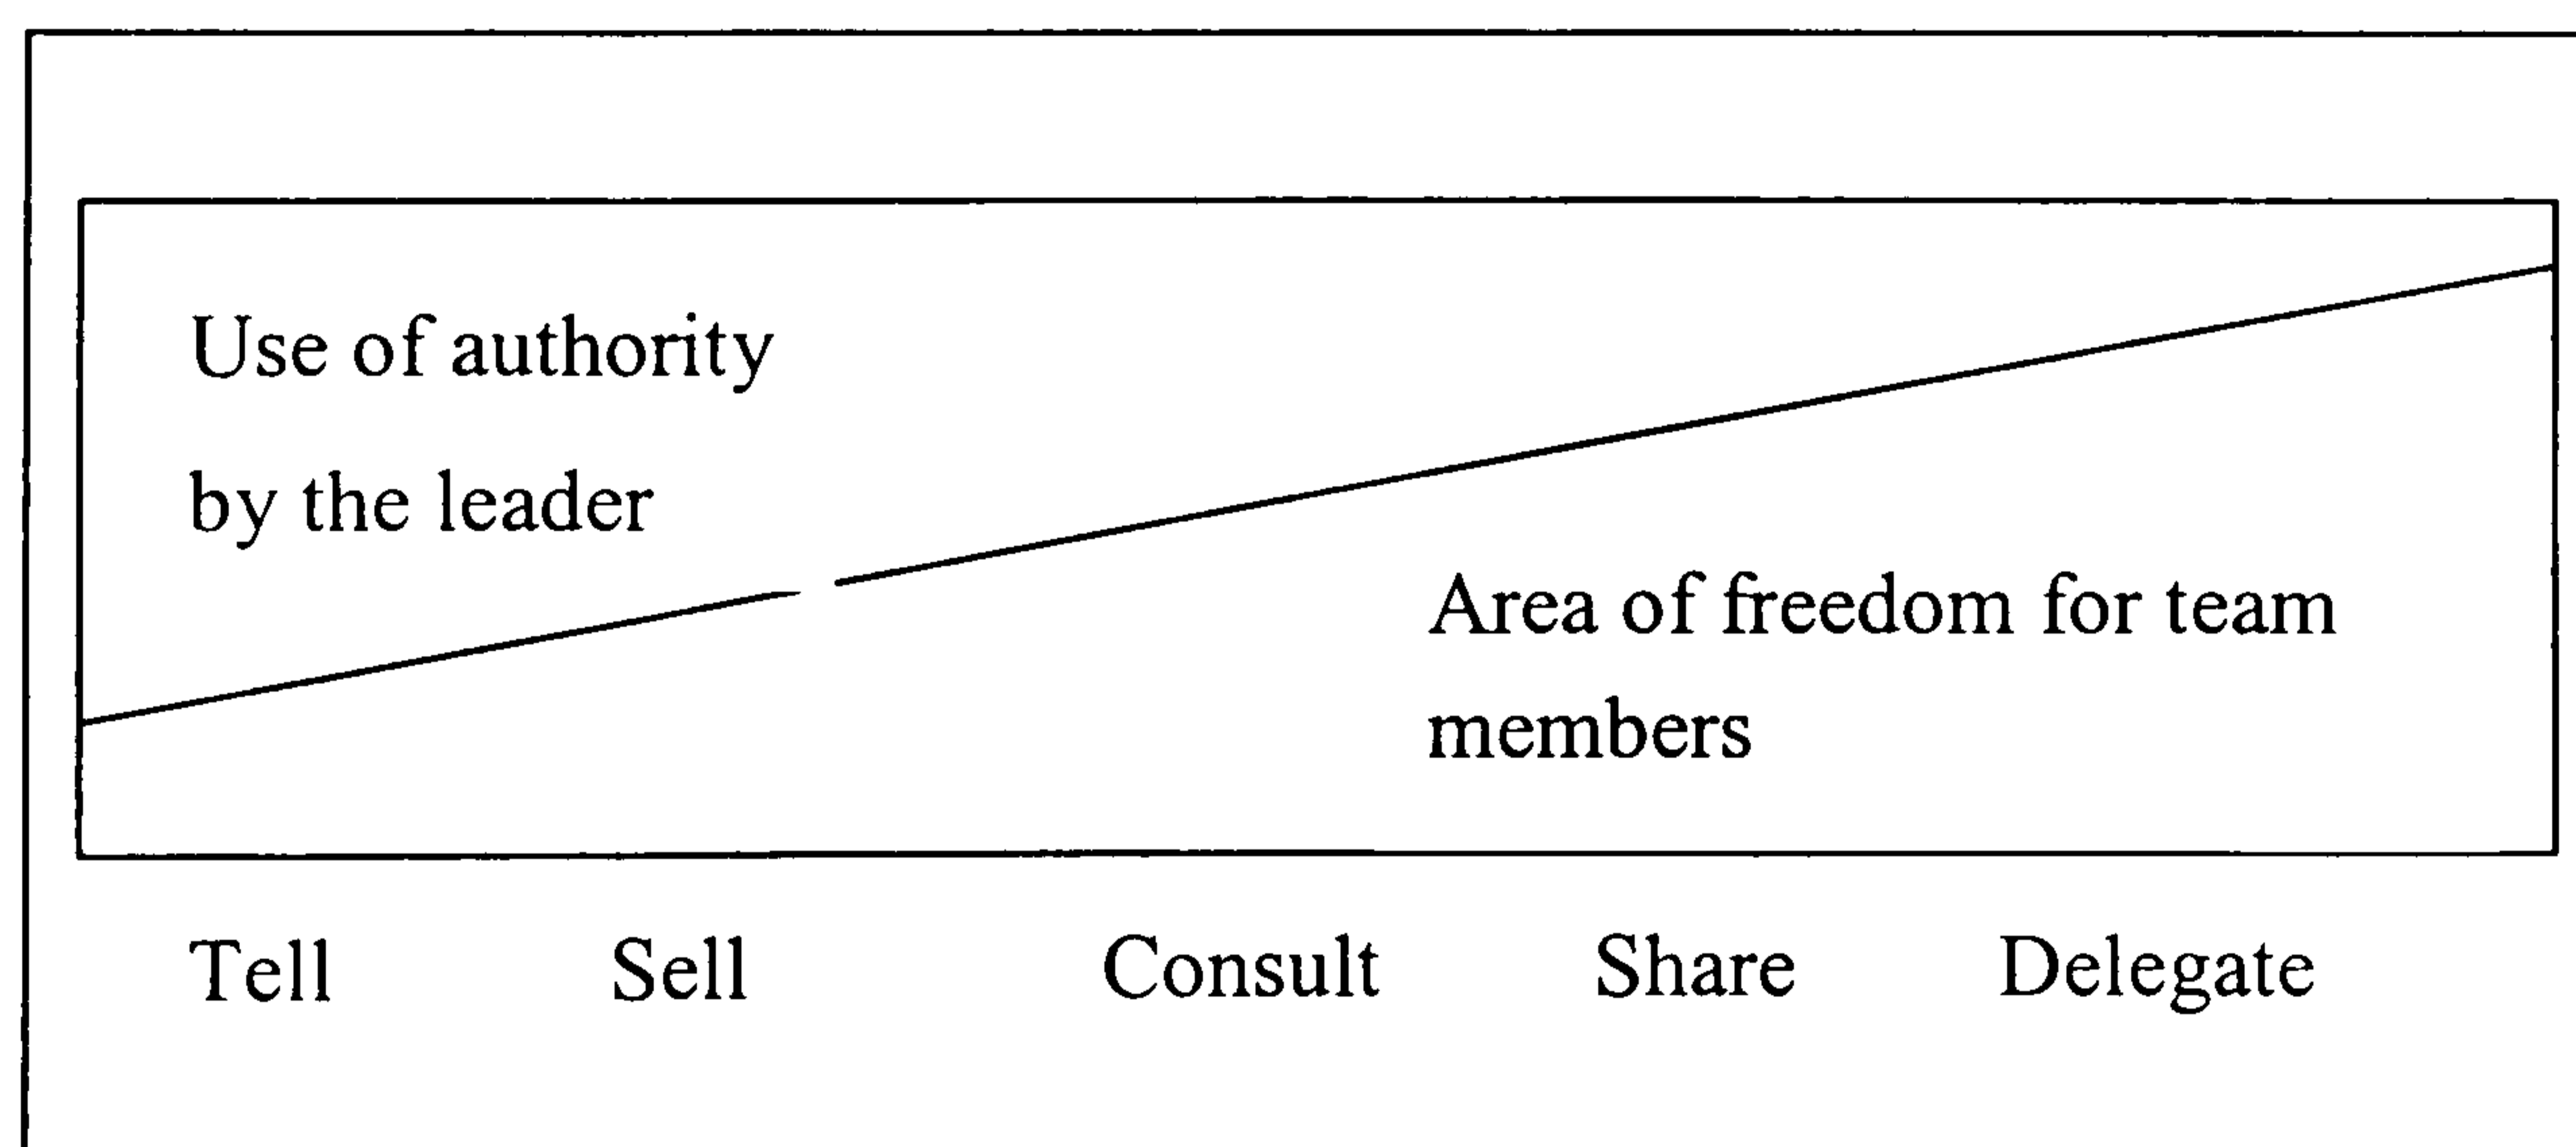 Use of authority
by the leader
Area of freedom for team
members
Tell Sell Consult Share Delegate